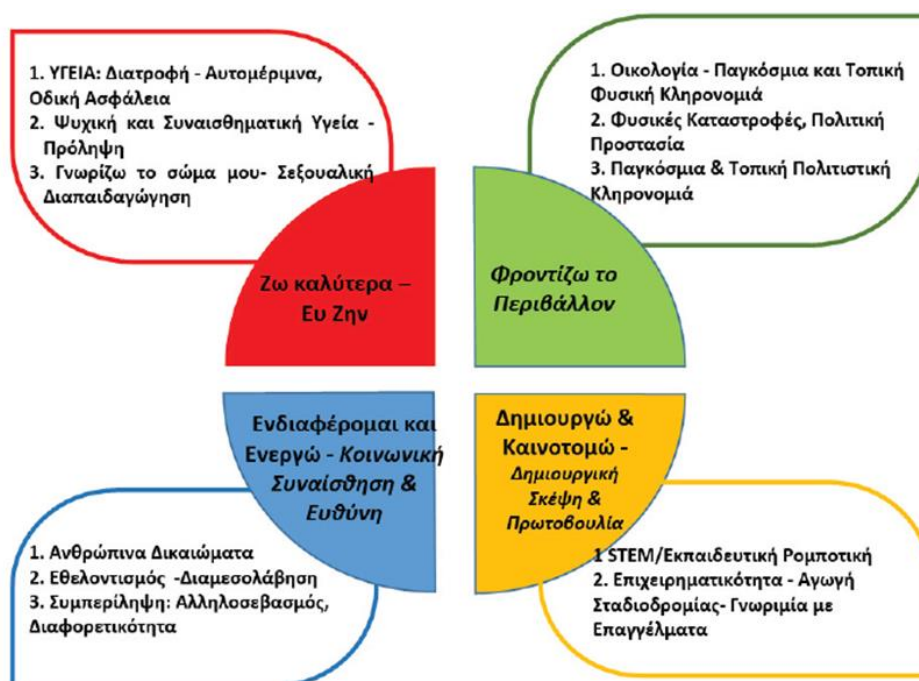 1. ΥΓΕΙΑ: Διατροφή - Αυτομέριμνα,
Οδική Ασφάλεια
2. Ψυχική και Συναισθηματική Υγεία -
Πρόληψη
3. Γνωρίζω το σώμα μου- Σεξουαλική
Διαπαιδαγώγηση
1. Οικολογία - Παγκόσμια και Τοπική
Φυσική Κληρονομιά
2. Φυσικές Καταστροφές, Πολιτική
Προστασία
3. Παγκόσμια & Τοπική Πολιτιστική
Κληρονομιά
Ζω καλύτερα –
Ευ Ζην
Φροντίζω το
Περιβάλλον
Ενδιαφέρομαι και
Ενεργώ - Κοινωνική
Συναίσθηση &
Ευθύνη
Δημιουργώ &
Καινοτομώ -
Δημιουργική
Σκέψη &
Πρωτοβουλία
1. Ανθρώπινα Δικαιώματα
2. Εθελοντισμός -Διαμεσολάβηση
3. Συμπερίληψη: Αλληλοσεβασμός,
Διαφορετικότητα
1 STEM/Εκπαιδευτική Ρομποτική
2. Επιχειρηματικότητα - Αγωγή
Σταδιοδρομίας- Γνωριμία με
Επαγγέλματα